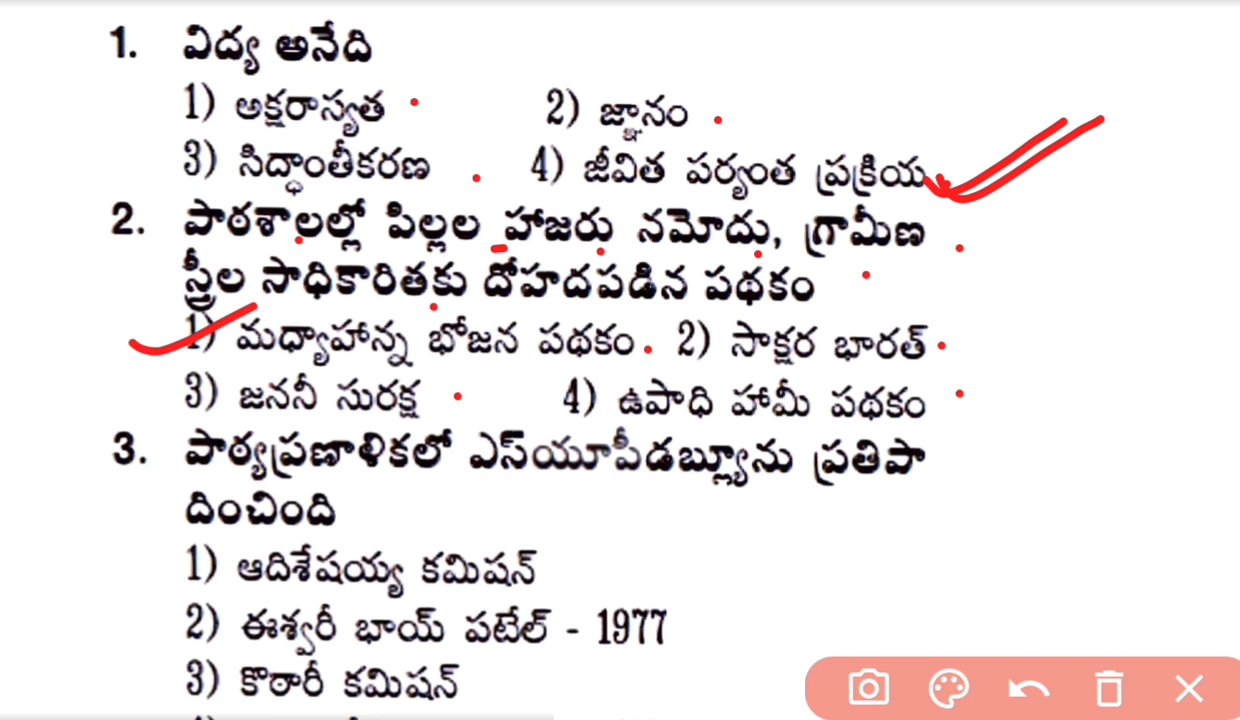 1. విద్య అనేది
1) అక్షరాస్యత 2) జ్ఞానం
3) సిద్ధాంతీకరణ 4) జీవిత పర్యంత ప్రక్రియ
2. పాఠశాలల్లో పిల్లల హాజరు నమోదు, గ్రామీణ
స్త్రీల సాధికారితకు దోహదపడిన పథకం
1) మధ్యాహాన్న భోజన పథకం 2) సాక్షర భారత్
3) జననీ సురక్ష 4) ఉపాధి హామీ పథకం
3. పాఠ్యప్రణాళికలో ఎస్‌యూపీడబ్ల్యూను ప్రతిపా
దించింది
1) ఆదిశేషయ్య కమిషన్
2) ఈశ్వరీ భాయ్ పటేల్ - 1977
3) కొఠారీ కమిషన్